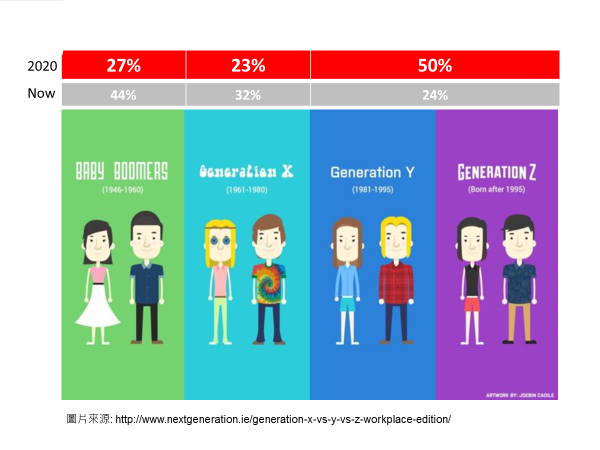 2020 27% 23% 50%
Now 44% 32% 24%
BABY BOOMERS Generation X Generation Y GENERATION Z
(1946-1960) (1961-1980) (1981-1995) (Born after 1995)
ARTWORK BY: JOEBIN CAGILE
圖片來源: http://www.nextgeneration.ie/generation-x-vs-y-vs-z-workplace-edition/